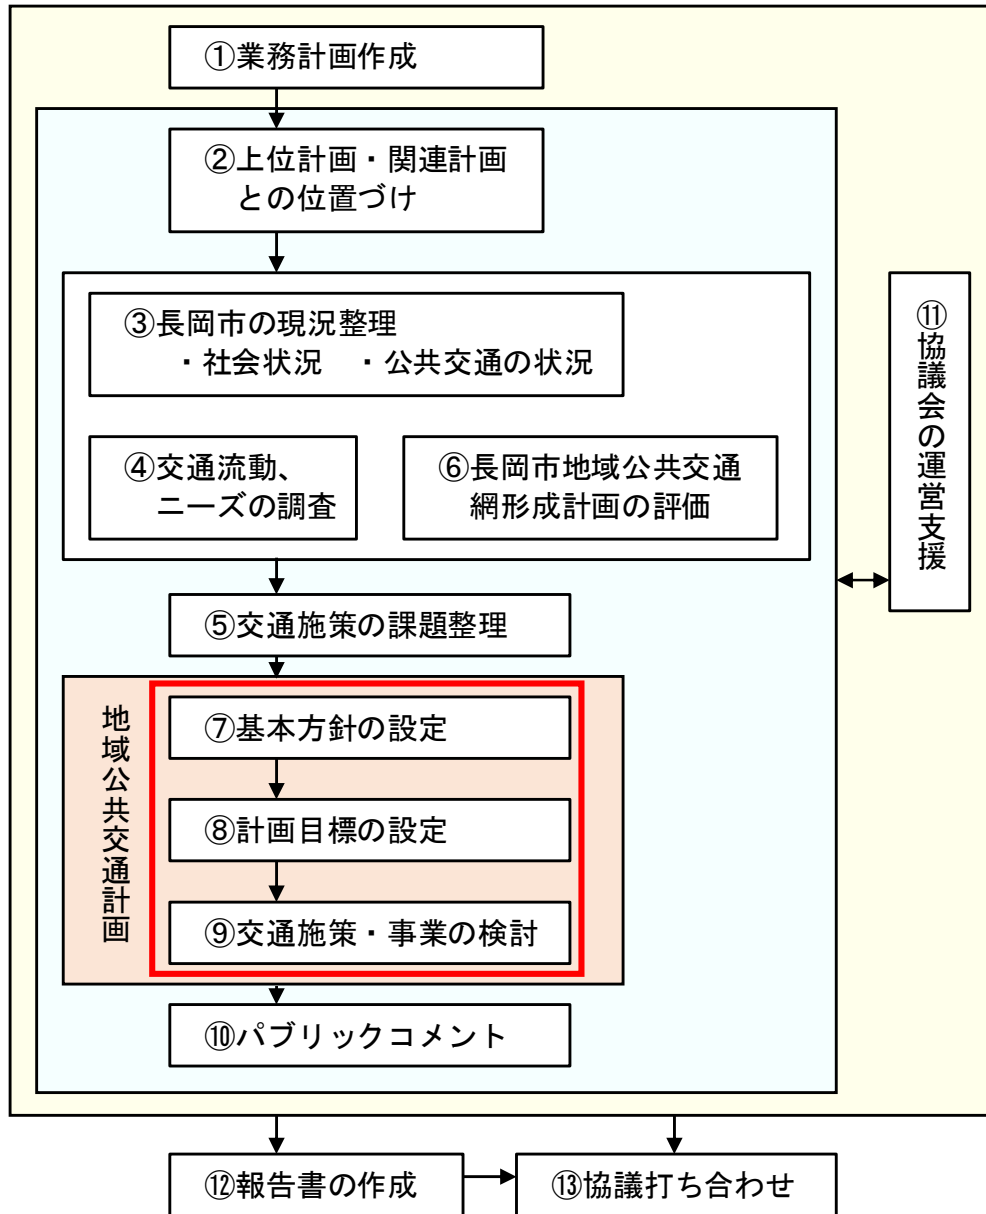 ①業務計画作成
②上位計画・関連計画
との位置づけ
③長岡市の現況整理
・社会状況　・公共交通の状況
④交通流動、
ニーズの調査
⑥長岡市地域公共交通
網形成計画の評価
⑪協議会の運営支援
⑤交通施策の課題整理
地域公共交通計画
⑦基本方針の設定
⑧計画目標の設定
⑨交通施策・事業の検討
⑩パブリックコメント
⑫報告書の作成
⑬協議打ち合わせ